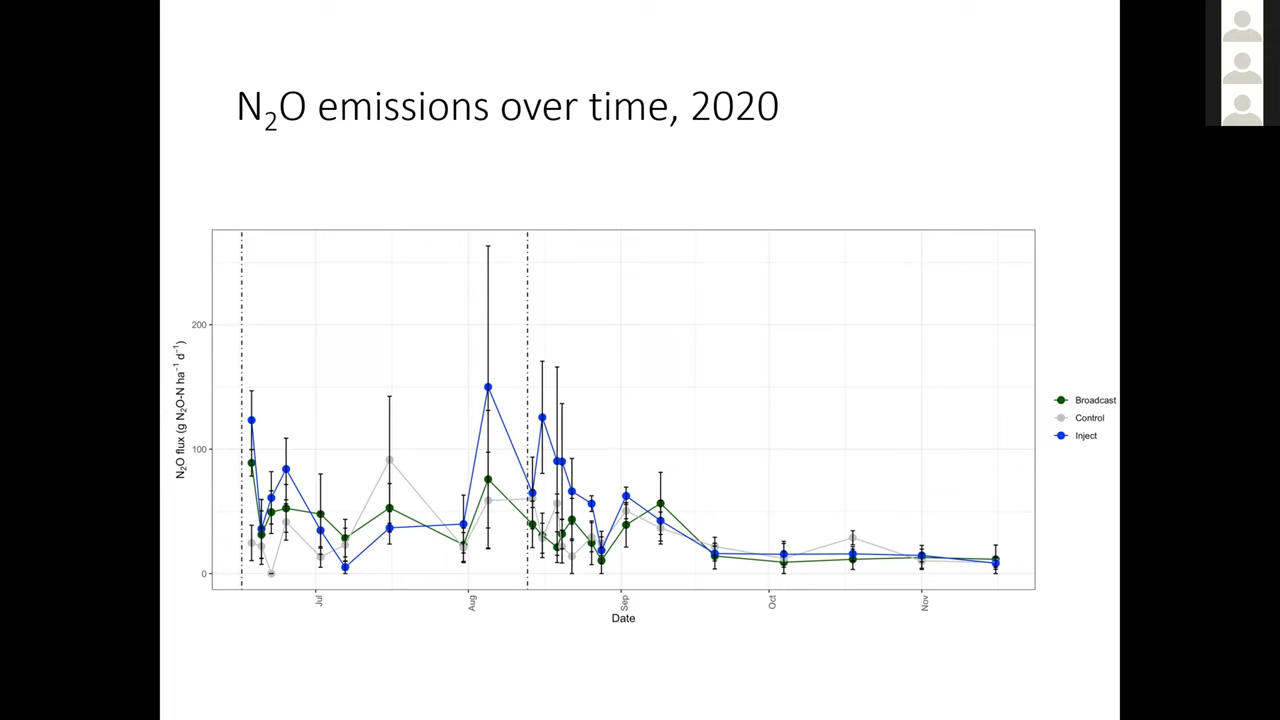 N₂O emissions over time, 2020
N₂O flux (g N₂O-N ha⁻¹ d⁻¹)
200
100
0
Jul
Aug
Sep
Oct
Nov
Date
Broadcast
Control
Inject